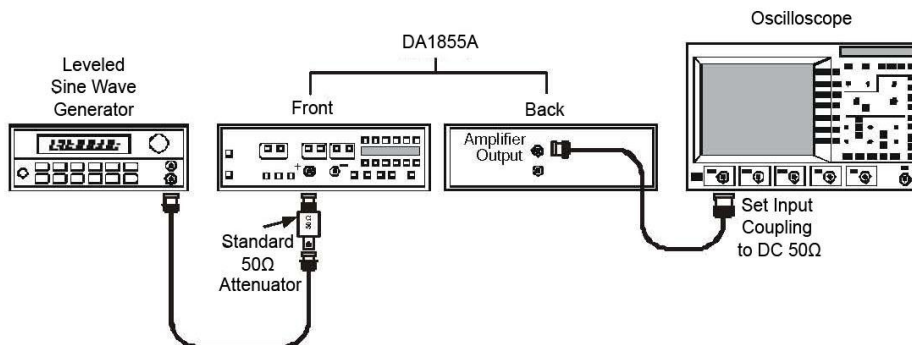 Oscilloscope
DA1855A
Leveled
Sine Wave
Generator
Front
Back
Amplifier
Output
+
−
50Ω
Standard
50Ω
Attenuator
Set Input
Coupling
to DC 50Ω